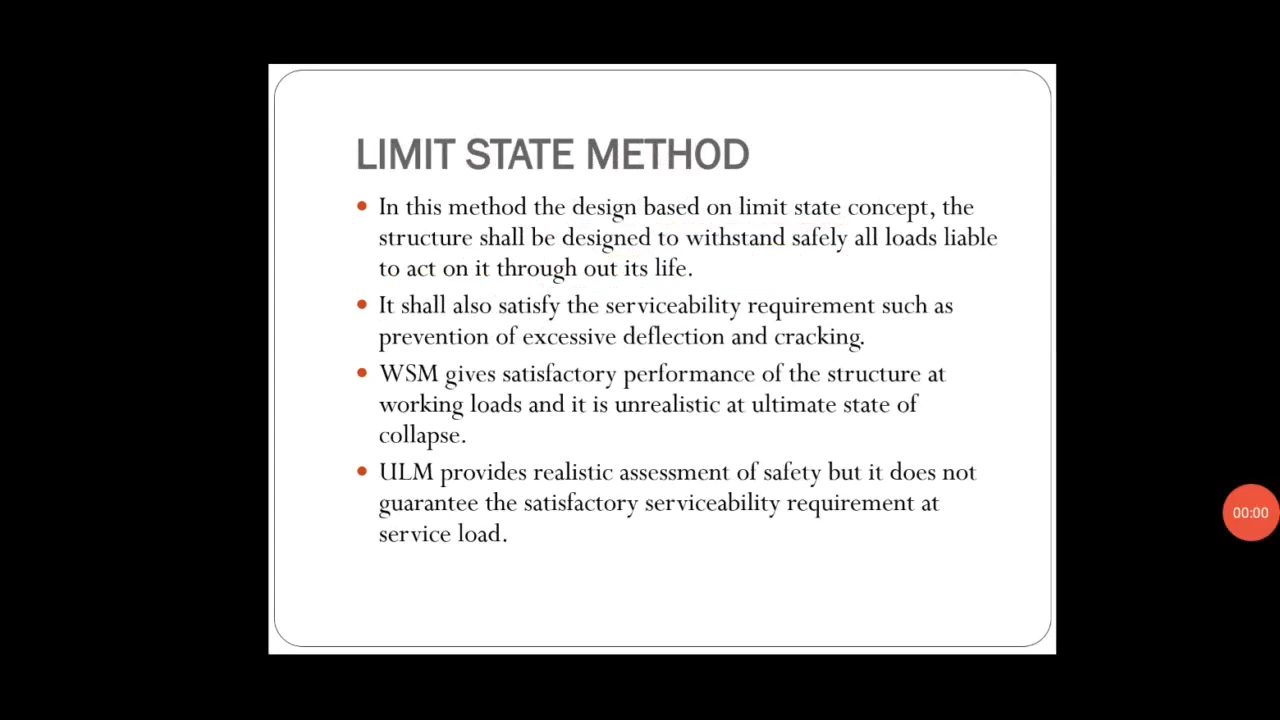 LIMIT STATE METHOD
• In this method the design based on limit state concept, the
structure shall be designed to withstand safely all loads liable
to act on it through out its life.
• It shall also satisfy the serviceability requirement such as
prevention of excessive deflection and cracking.
• WSM gives satisfactory performance of the structure at
working loads and it is unrealistic at ultimate state of
collapse.
• ULM provides realistic assessment of safety but it does not
guarantee the satisfactory serviceability requirement at
service load.
00:00